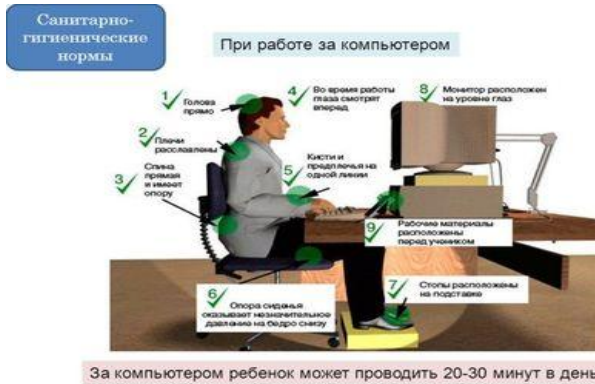 Санитарно-
гигиенические
нормы
При работе за компьютером
1 Голова
прямо
2 Плечи
расславлены
3 Спина
прямая
и имеет
опору
4 Во время работы
глаза смотрят
вперед
5 Кисти и
предплечья на
одной линии
6 Опора сиденья
оказывает незначительное
давление на бедро снизу
7 Стопы расположены
на подставке
8 Монитор расположен
на уровне глаз
9 Рабочие материалы
расположены
перед учеником
За компьютером ребенок может проводить 20-30 минут в день